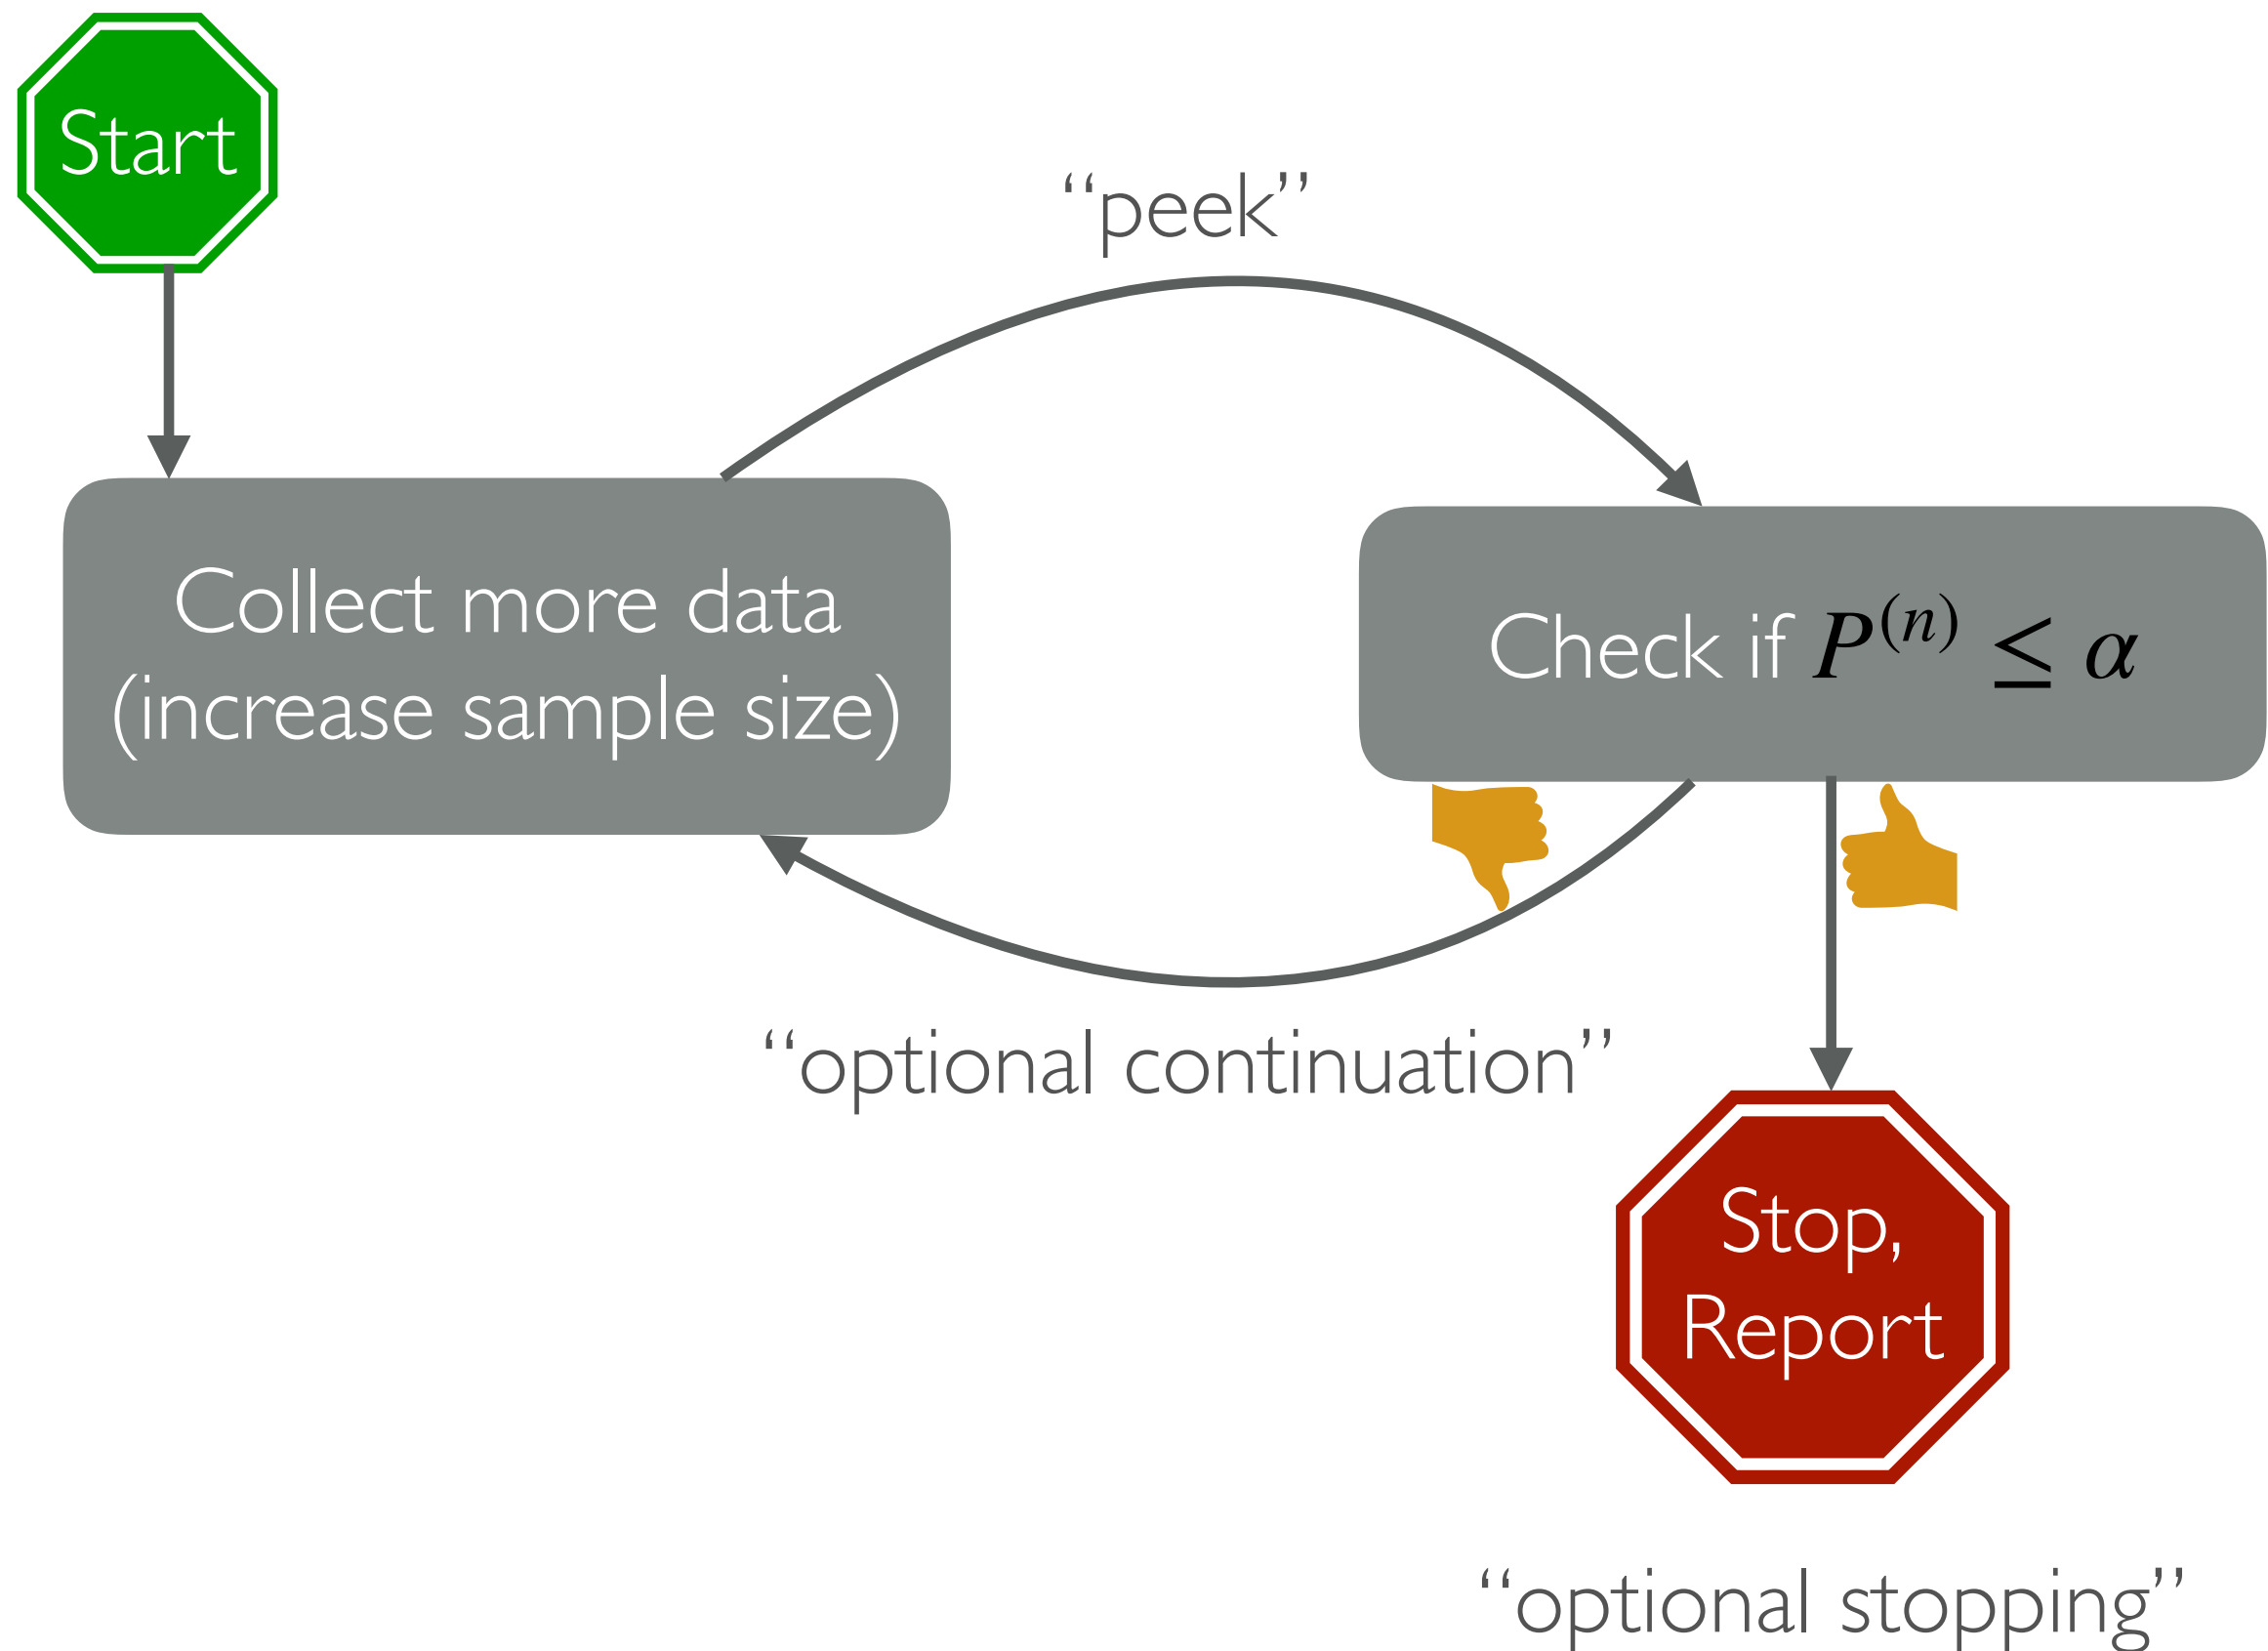 Start
“peek”
Collect more data
(increase sample size)
Check if P⁽ⁿ⁾ ≤ α
“optional continuation”
Stop,
Report
“optional stopping”